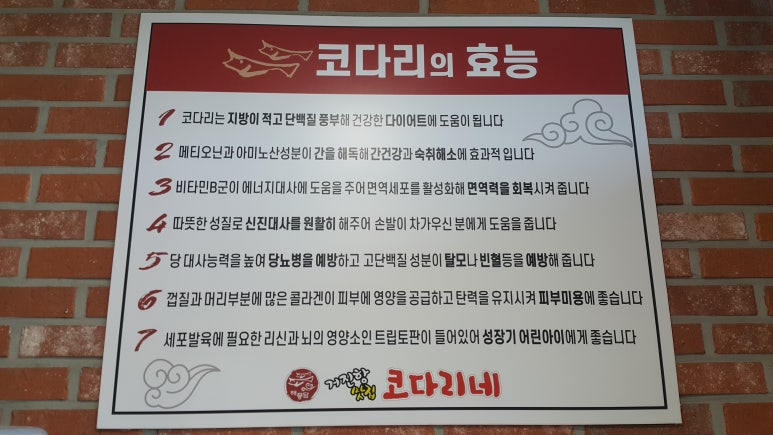 코다리의 효능
1 코다리는 지방이 적고 단백질 풍부해 건강한 다이어트에 도움이 됩니다
2 메티오닌과 아미노산성분이 간을 해독해 간건강과 숙취해소에 효과적 입니다
3 비타민B군이 에너지대사에 도움을 주어 면역세포를 활성화해 면역력을 회복시켜 줍니다
4 따뜻한 성질로 신진대사를 원활히 해주어 손발이 차가우신 분에게 도움을 줍니다
5 당 대사능력을 높여 당뇨병을 예방하고 고단백질 성분이 탈모나 빈혈등을 예방해 줍니다
6 껍질과 머리부분에 많은 콜라겐이 피부에 영양을 공급하고 탄력을 유지시켜 피부미용에 좋습니다
7 세포발육에 필요한 리신과 뇌의 영양소인 트립토판이 들어있어 성장기 어린아이에게 좋습니다
거진항 맛집 코다리네